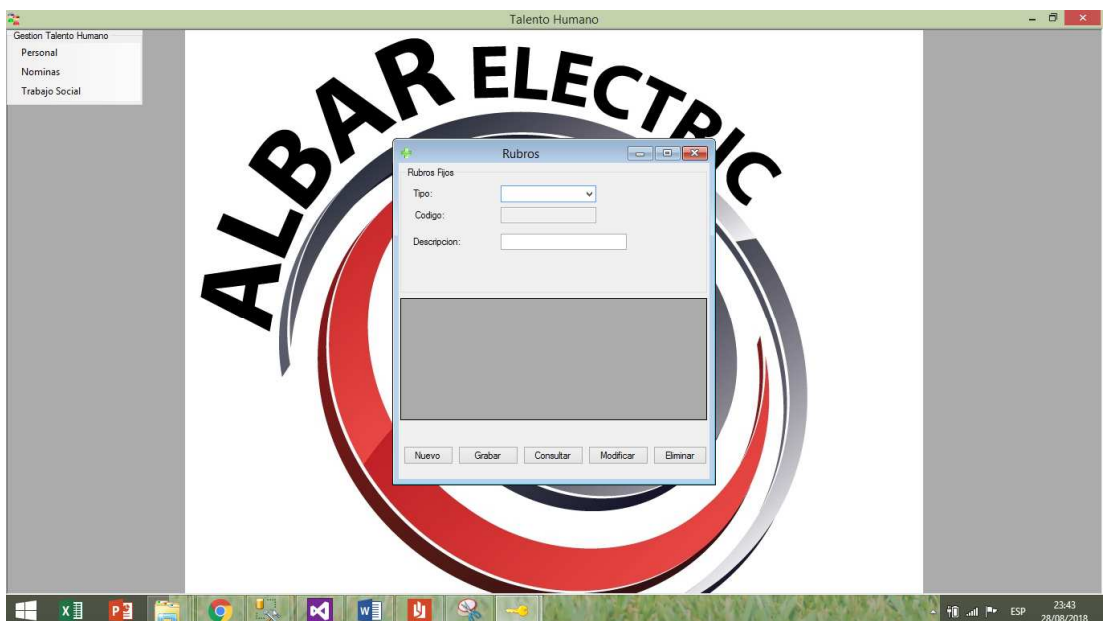 Talento Humano
Gestion Talento Humano
Personal
Nominas
Trabajo Social
ALBAR ELECTRIC
Rubros
Rubros Fijos
Tipo:
Codigo:
Descripcion:
Nuevo Grabar Consultar Modificar Eliminar
ESP
23:43
28/08/2018